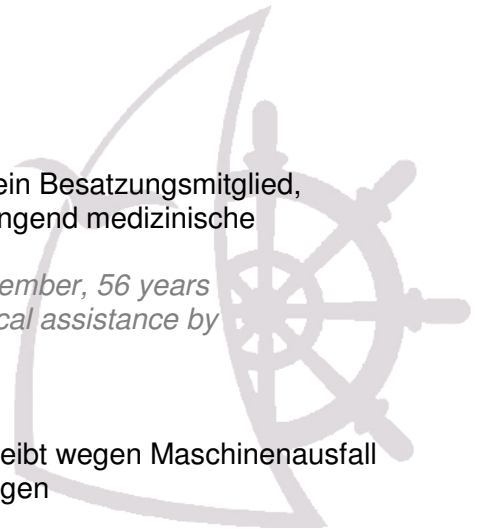 ein Besatzungsmitglied,
ngend medizinische
ember, 56 years
cal assistance by
eibt wegen Maschinenausfall
gen